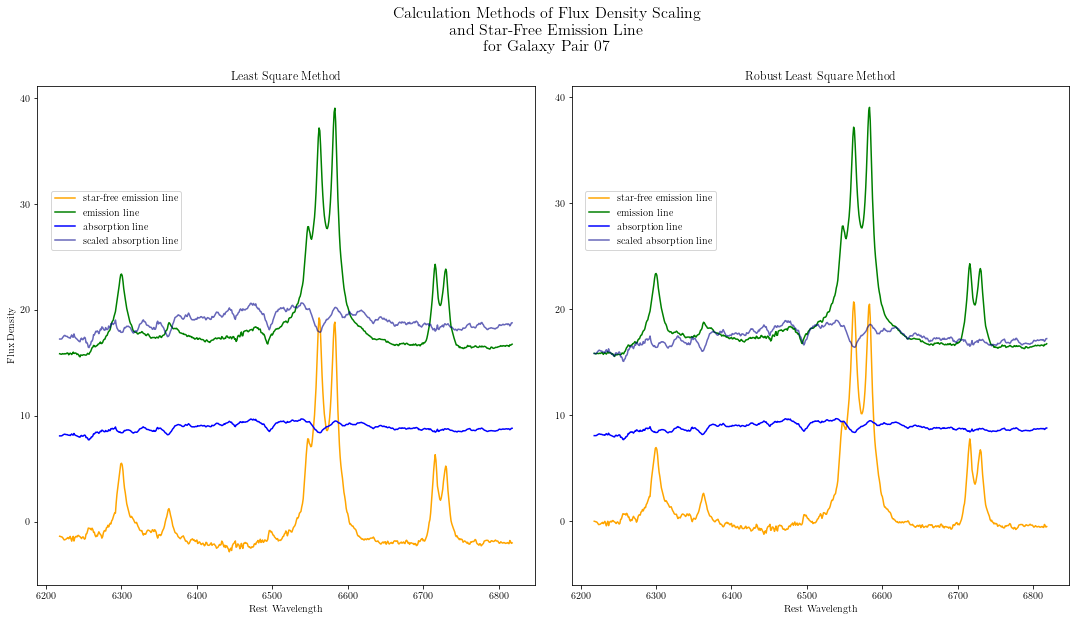 Calculation Methods of Flux Density Scaling
and Star-Free Emission Line
for Galaxy Pair 07
Least Square Method
Flux Density
40
30
20
10
0
star-free emission line
emission line
absorption line
scaled absorption line
6200 6300 6400 6500 6600 6700 6800
Rest Wavelength
Robust Least Square Method
40
30
20
10
0
star-free emission line
emission line
absorption line
scaled absorption line
6200 6300 6400 6500 6600 6700 6800
Rest Wavelength